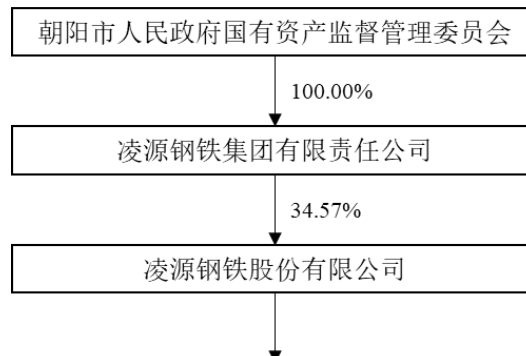 朝阳市人民政府国有资产监督管理委员会
100.00%
凌源钢铁集团有限责任公司
34.57%
凌源钢铁股份有限公司